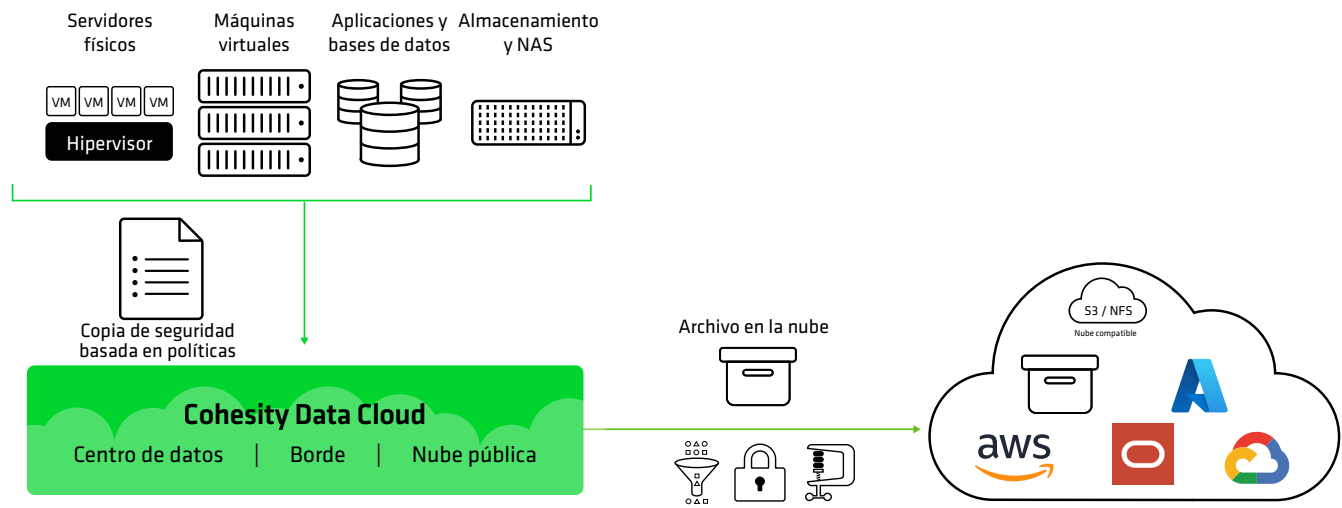 Servidores
físicos
Máquinas
virtuales
Aplicaciones y
bases de datos
Almacenamiento
y NAS
VM VM VM VM
Hipervisor
Copia de seguridad
basada en políticas
Cohesity Data Cloud
Centro de datos | Borde | Nube pública
Archivo en la nube
S3 / NFS
Nube compatible
aws